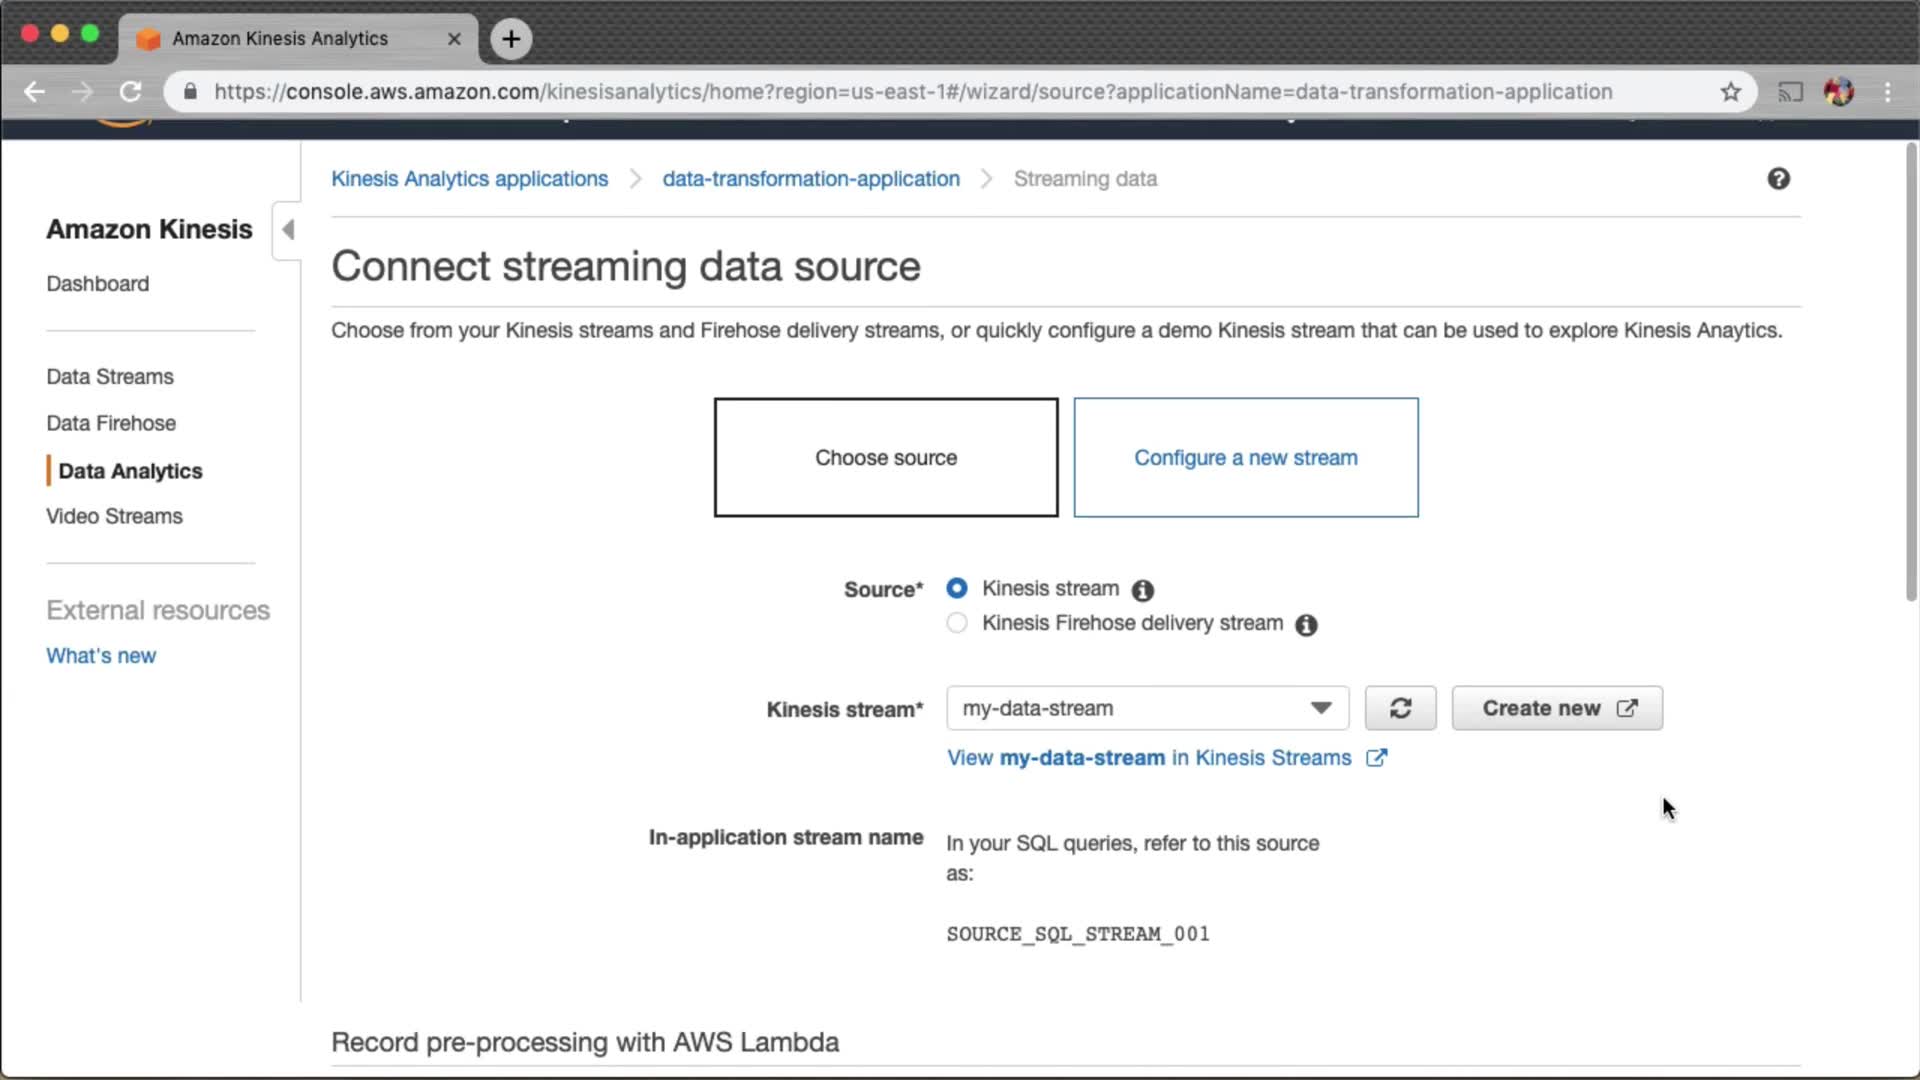 Amazon Kinesis Analytics
https://console.aws.amazon.com/kinesisanalytics/home?region=us-east-1#/wizard/source?applicationName=data-transformation-application
Kinesis Analytics applications
data-transformation-application
Streaming data
Amazon Kinesis
Dashboard
Data Streams
Data Firehose
Data Analytics
Video Streams
External resources
What's new
Connect streaming data source
Choose from your Kinesis streams and Firehose delivery streams, or quickly configure a demo Kinesis stream that can be used to explore Kinesis Anaytics.
Choose source
Configure a new stream
Source*
Kinesis stream
Kinesis Firehose delivery stream
Kinesis stream*
my-data-stream
Create new
View my-data-stream in Kinesis Streams
In-application stream name
In your SQL queries, refer to this source
as:
SOURCE_SQL_STREAM_001
Record pre-processing with AWS Lambda